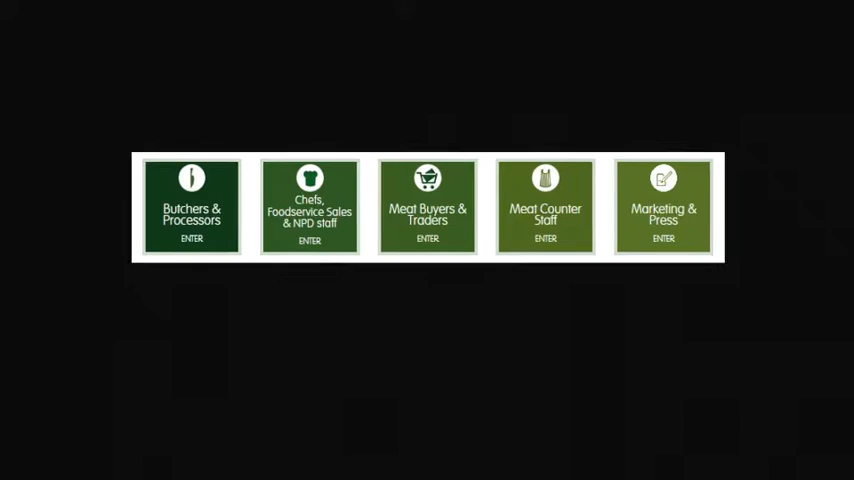 Butchers &
Processors
ENTER
Chefs,
Foodservice Sales
& NPD staff
ENTER
Meat Buyers &
Traders
ENTER
Meat Counter
Staff
ENTER
Marketing &
Press
ENTER